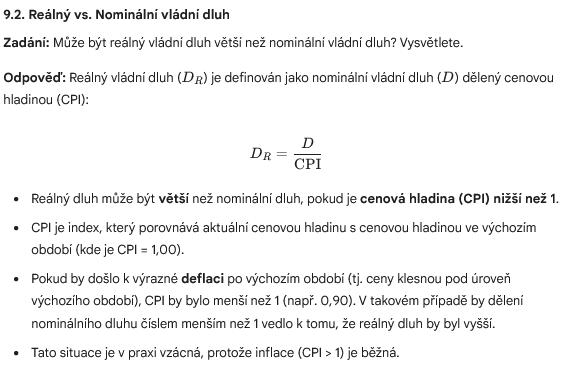 9.2. Reálný vs. Nominální vládní dluh
Zadání: Může být reálný vládní dluh větší než nominální vládní dluh? Vysvětlete.
Odpověď: Reálný vládní dluh (D_R) je definován jako nominální vládní dluh (D) dělený cenovou
hladinou (CPI):
D_R = D / CPI
• Reálný dluh může být větší než nominální dluh, pokud je cenová hladina (CPI) nižší než 1.
• CPI je index, který porovnává aktuální cenovou hladinu s cenovou hladinou ve výchozím
období (kde je CPI = 1,00).
• Pokud by došlo k výrazné deflaci po výchozím období (tj. ceny klesnou pod úroveň
výchozího období), CPI by bylo menší než 1 (např. 0,90). V takovém případě by dělení
nominálního dluhu číslem menším než 1 vedlo k tomu, že reálný dluh by byl vyšší.
• Tato situace je v praxi vzácná, protože inflace (CPI > 1) je běžná.